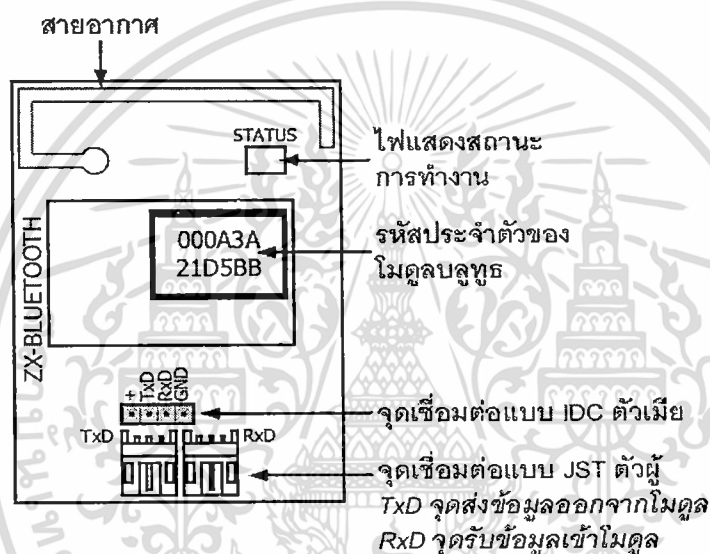 สายอากาศ
STATUS
ไฟแสดงสถานะ
การทำงาน
000A3A
21D5BB
รหัสประจำตัวของ
โมดูลบลูทูธ
ZX-BLUETOOTH
+
TxD
RxD
GND
จุดเชื่อมต่อแบบ IDC ตัวเมีย
TxD
RxD
จุดเชื่อมต่อแบบ JST ตัวผู้
TxD จุดส่งข้อมูลออกจากโมดูล
RxD จุดรับข้อมูลเข้าโมดูล